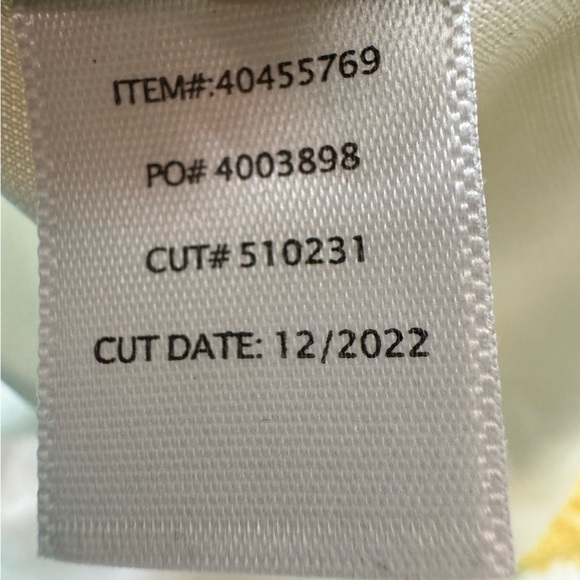 ITEM#:40455769
PO# 4003898
CUT# 510231
CUT DATE: 12/2022